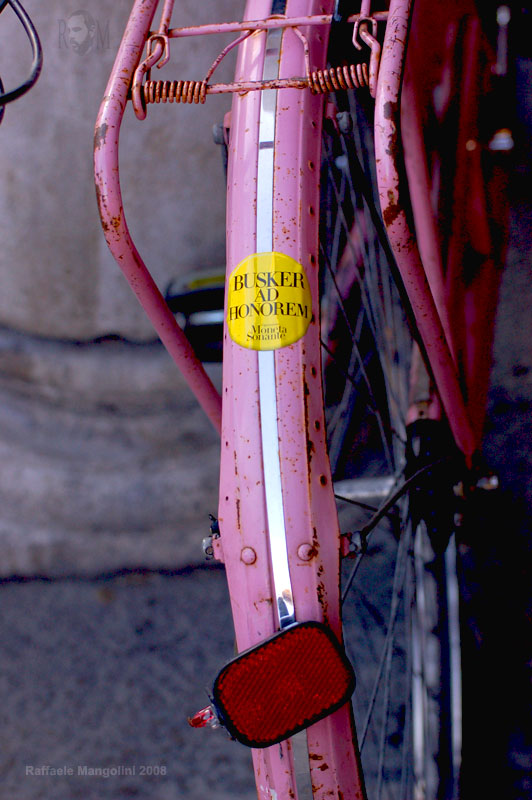 R M
BUSKER
AD
HONOREM
Moneta
Sonante
Raffaele Mangolini 2008